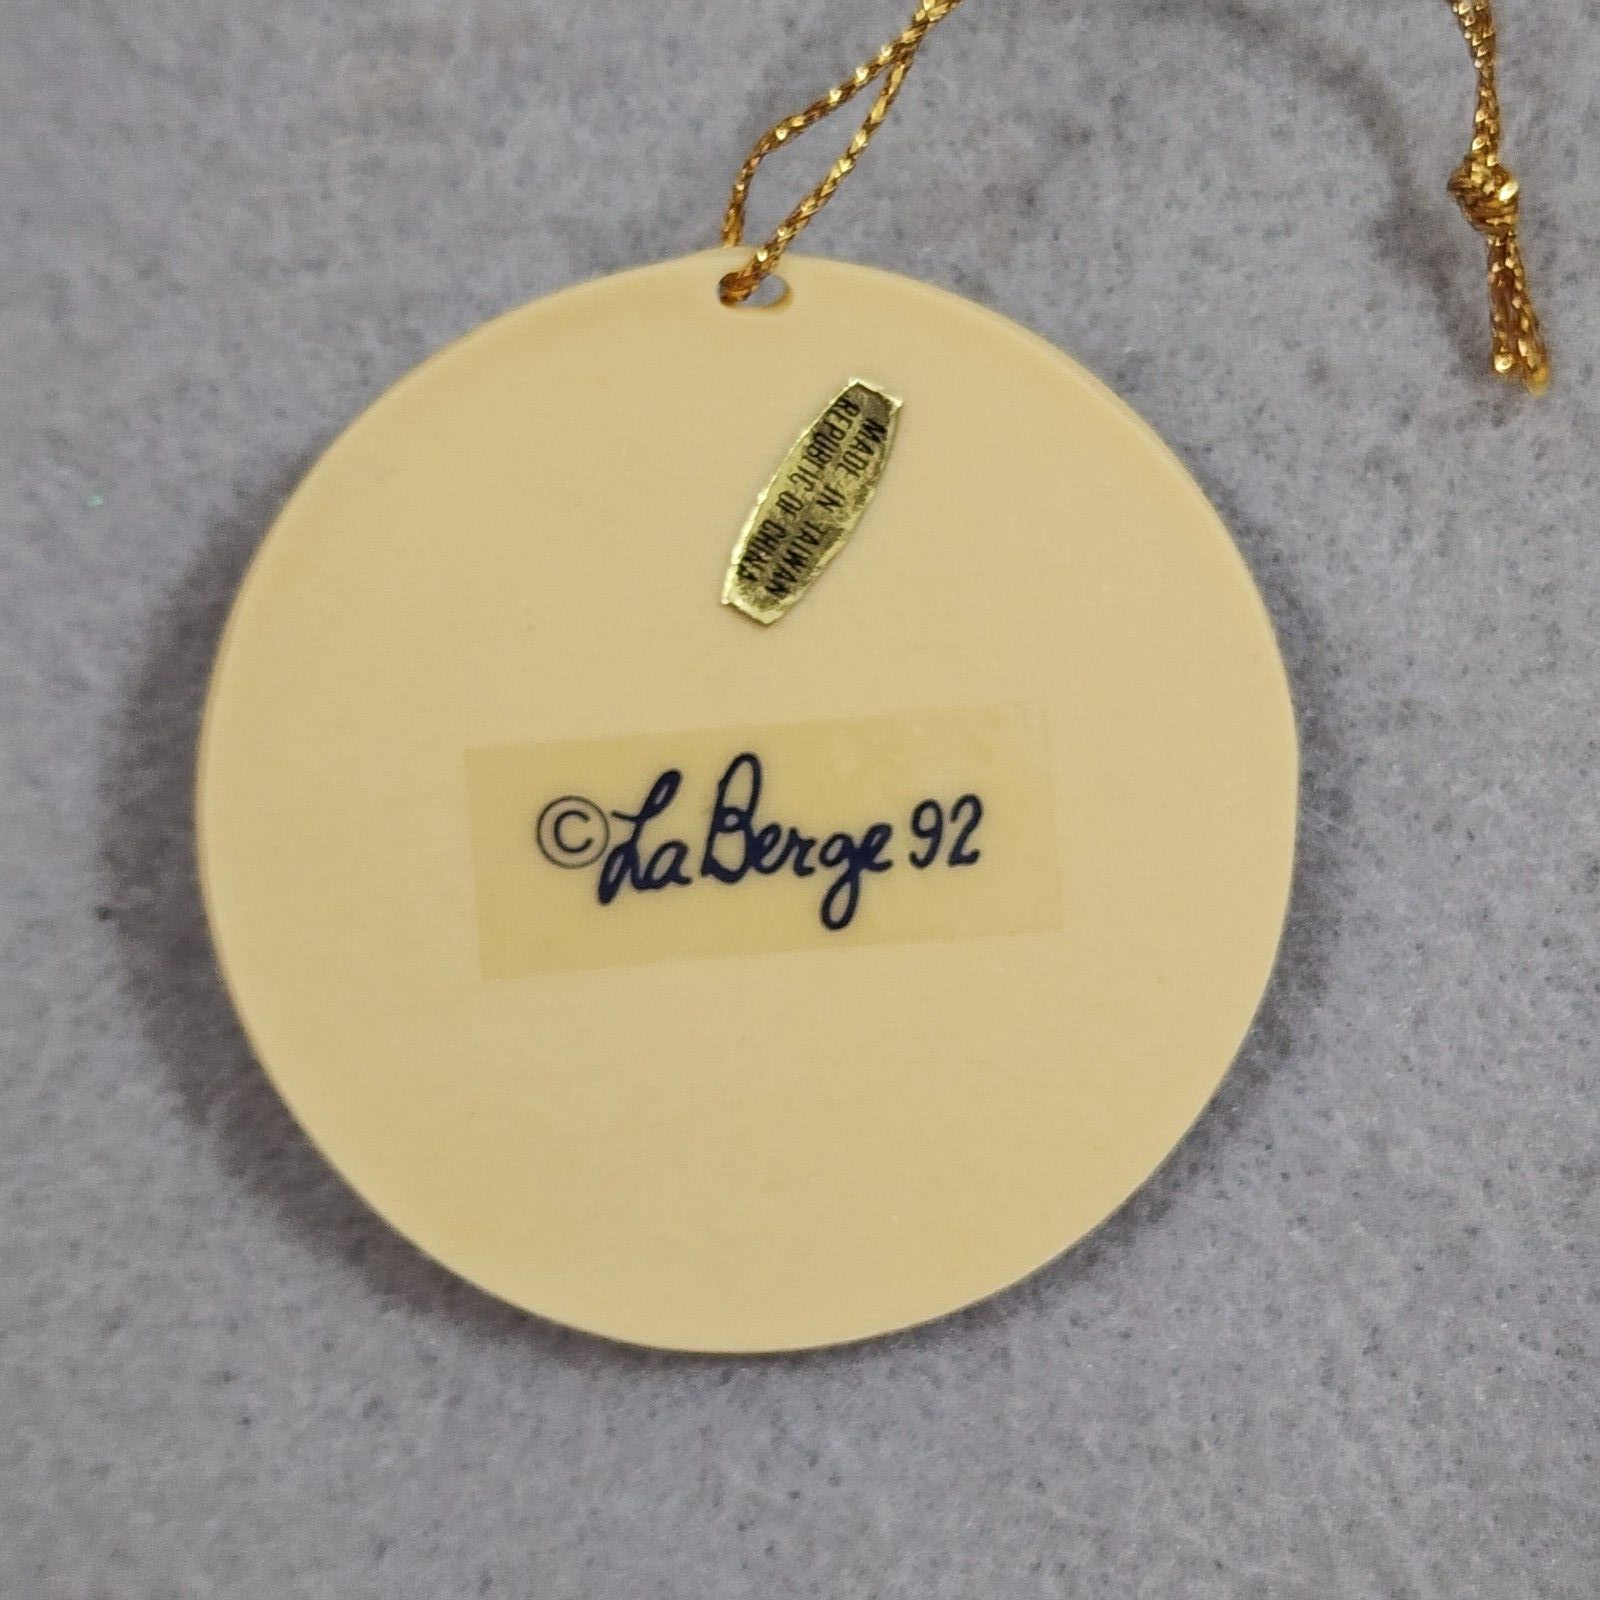 MADE IN TAIWAN
REPUBLIC OF CHINA
©LaBerge 92